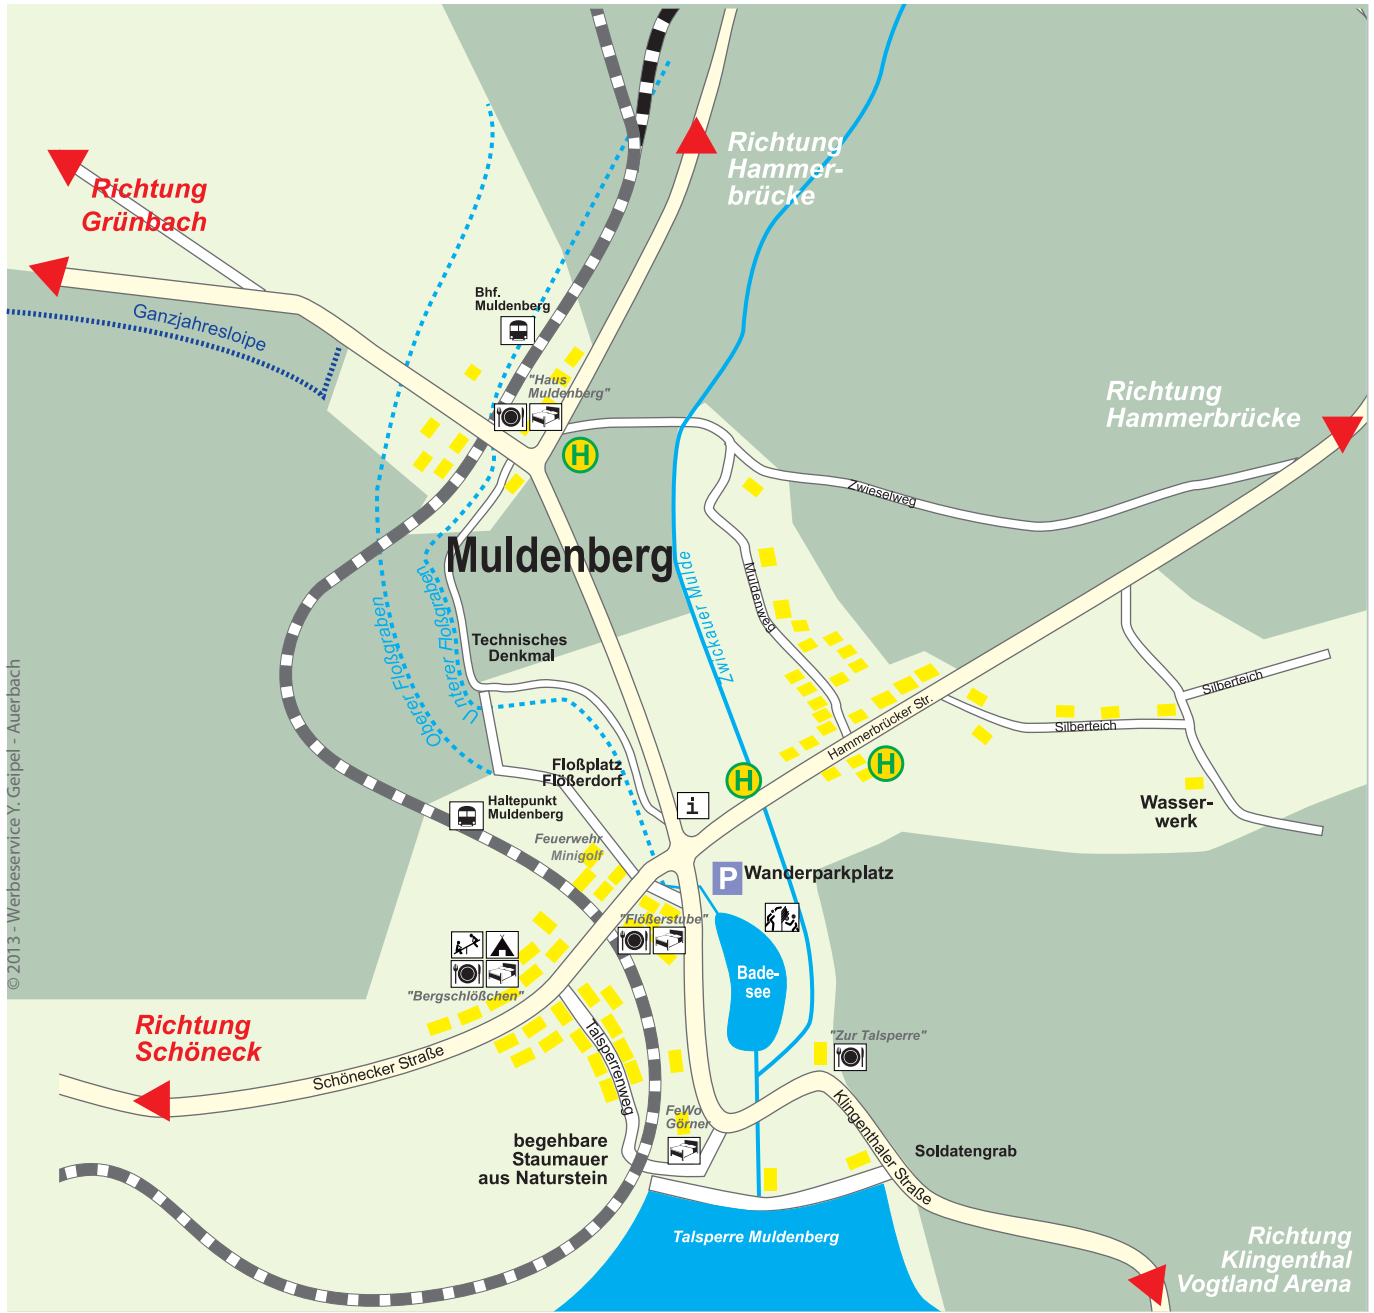 Richtung
Hammer-
brücke
Richtung
Grünbach
Ganzjahresloipe
Bhf.
Muldenberg
"Haus
Muldenberg"
H
Richtung
Hammerbrücke
Zwieselweg
Muldenberg
Zwickauer Mulde
Muldenweg
Oberer Floßgraben
Unterer Floßgraben
Technisches
Denkmal
Silberteich
Silberteich
Hammerbrücker Str.
H
H
Floßplatz
Flößerdorf
i
Haltepunkt
Muldenberg
Wasser-
werk
Feuerwehr
Minigolf
P Wanderparkplatz
"Flößerstube"
Bade-
see
"Bergschlößchen"
Richtung
Schöneck
Schönecker Straße
Talsperrenweg
"Zur Talsperre"
FeWo
Görner
Klingenthaler Straße
Soldatengrab
begehbare
Staumauer
aus Naturstein
Talsperre Muldenberg
Richtung
Klingenthal
Vogtland Arena
© 2013 - Werbeservice Y. Geipel - Auerbach